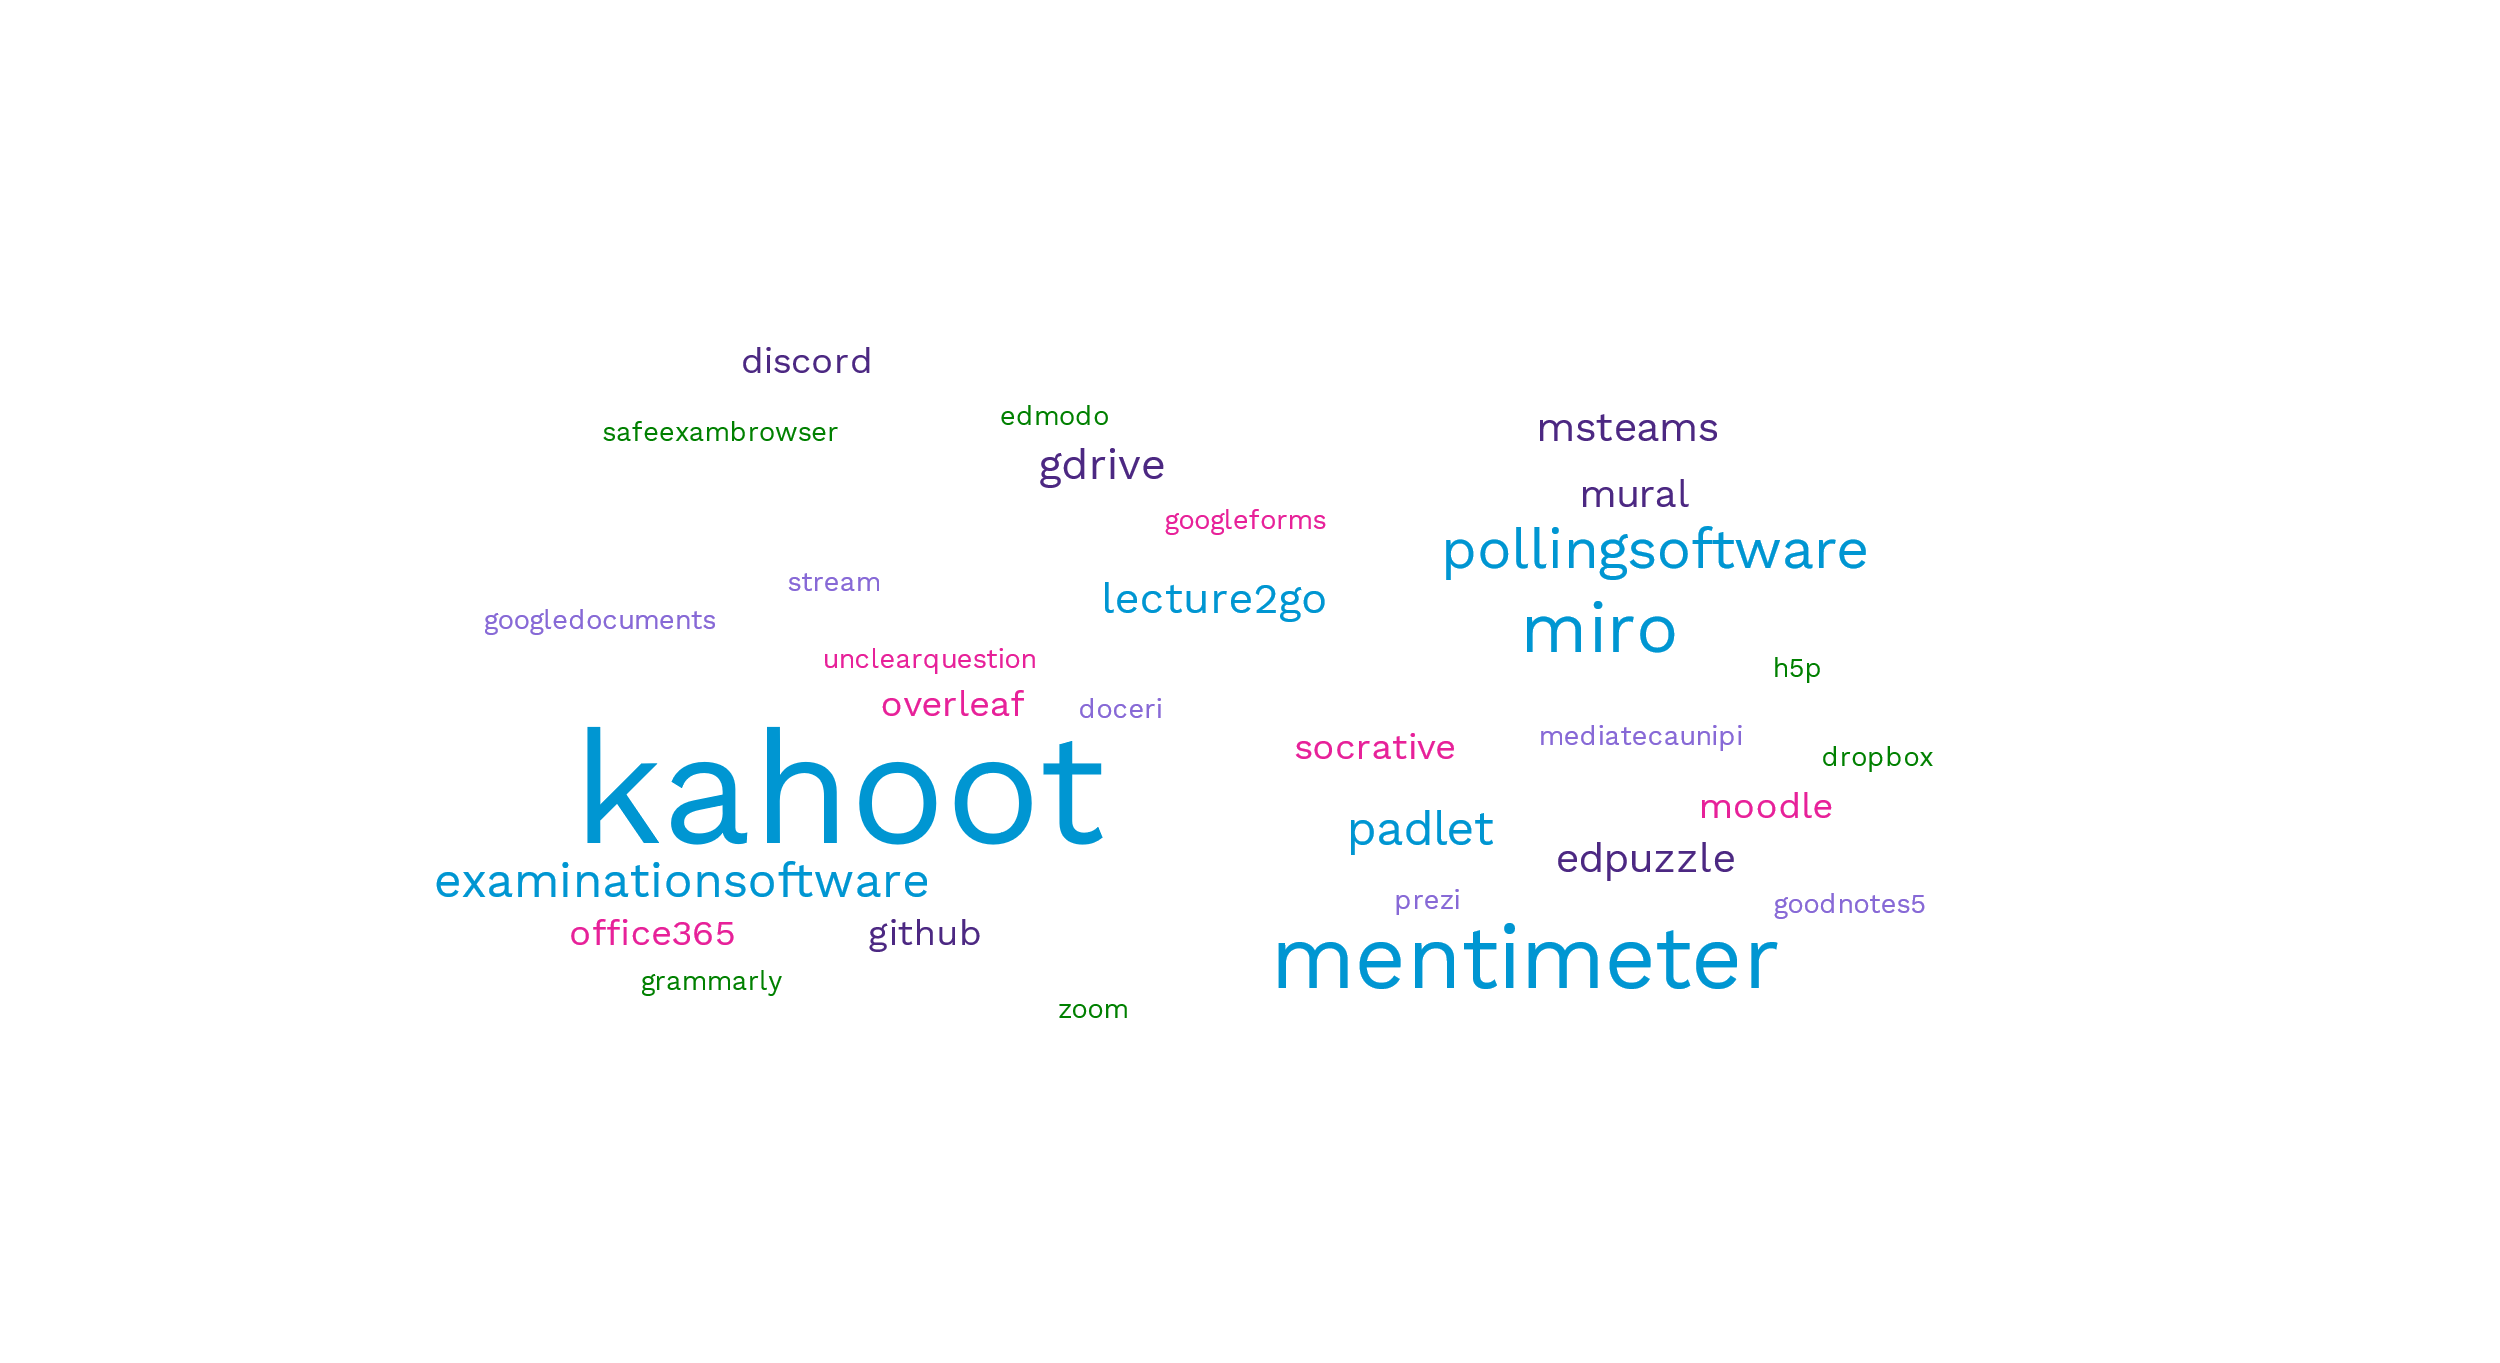 discord
edmodo
safeexambrowser
msteams
gdrive
mural
googleforms
pollingsoftware
stream
lecture2go
googledocuments
miro
unclearquestion
h5p
overleaf
doceri
mediatecaunipi
socrative
dropbox
kahoot
moodle
padlet
edpuzzle
examinationsoftware
prezi
goodnotes5
office365
github
mentimeter
grammarly
zoom